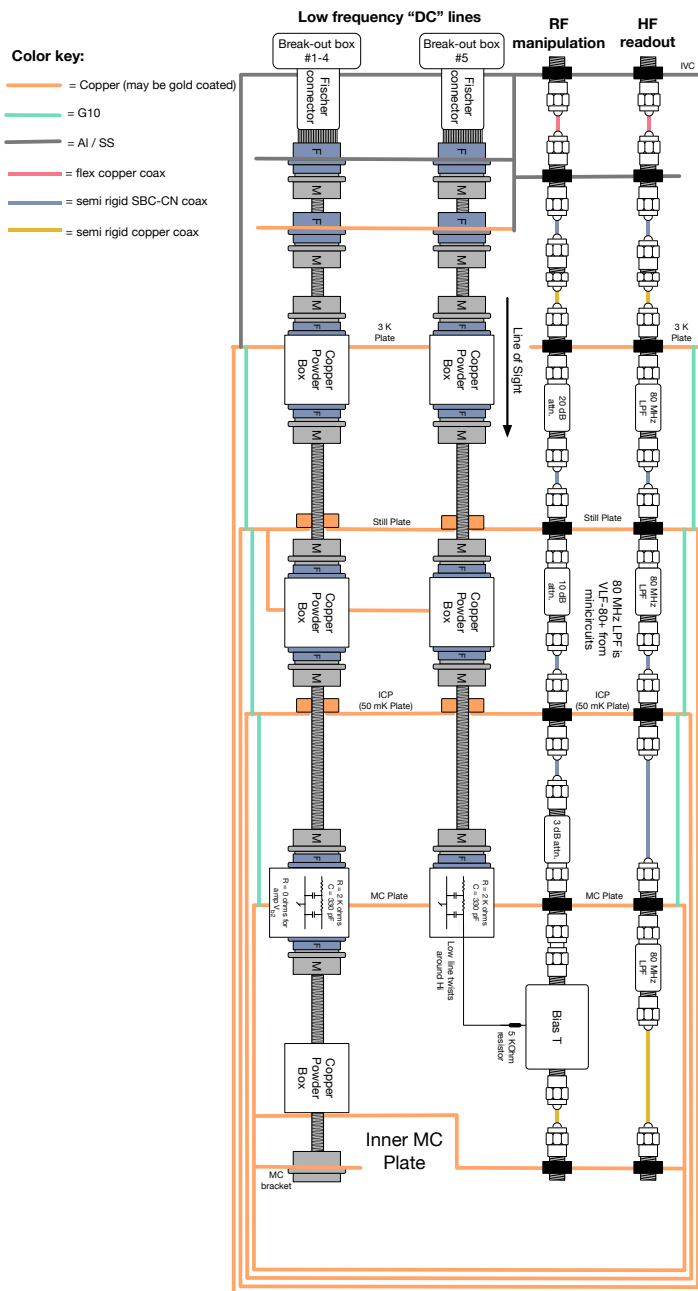 Low frequency “DC” lines
RF
manipulation
HF
readout
Break-out box
#1-4
Break-out box
#5
Color key:
= Copper (may be gold coated)
= G10
= Al / SS
= flex copper coax
= semi rigid SBC-CN coax
= semi rigid copper coax
IVC
Fischer
connector
Fischer
connector
F
F
M
M
F
F
M
M
M
M
F
F
3 K
Plate
3 K
Plate
Copper
Powder
Box
Copper
Powder
Box
Line of Sight
20 dB
attn.
80 MHz
LPF
F
F
M
M
Still Plate
Still Plate
M
M
F
F
Copper
Powder
Box
Copper
Powder
Box
10 dB
attn.
80 MHz LPF is
VLF-80+ from
minicircuits
80 MHz
LPF
F
F
M
M
ICP
(50 mK Plate)
ICP
(50 mK Plate)
M
M
F
F
3 dB attn.
R = 2 K ohms
C = 330 pF
R = 0 ohms for
amp Vb2
R = 2 K ohms
C = 330 pF
MC Plate
MC Plate
F
M
Low line twists
around Hi
80 MHz
LPF
5 KOhm
resistor
Bias T
Copper
Powder
Box
Inner MC
Plate
MC
bracket